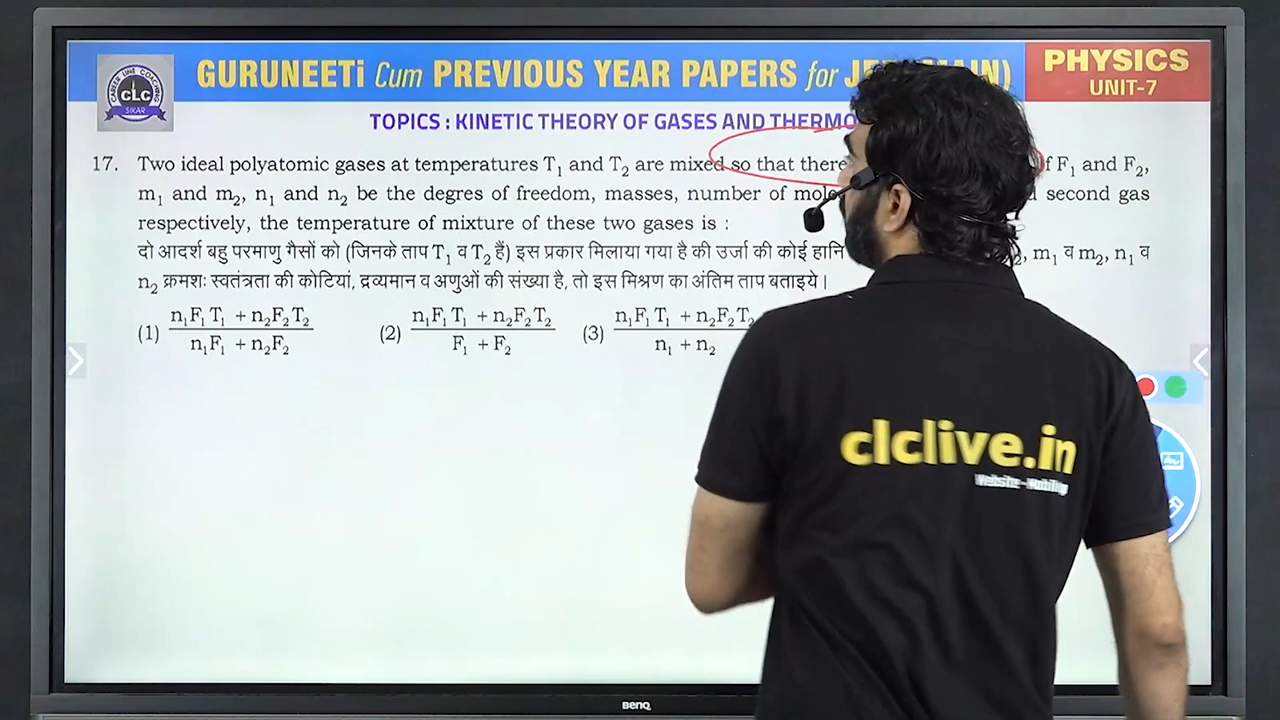 GURUNEETi Cum PREVIOUS YEAR PAPERS for JEE (MAIN)
PHYSICS
UNIT-7
CLC
SIKAR
TOPICS : KINETIC THEORY OF GASES AND THERMO
17. Two ideal polyatomic gases at temperatures T₁ and T₂ are mixed so that there f F₁ and F₂,
m₁ and m₂, n₁ and n₂ be the degres of freedom, masses, number of mole second gas
respectively, the temperature of mixture of these two gases is :
दो आदर्श बहु परमाणु गैसों को (जिनके ताप T₁ व T₂ हैं) इस प्रकार मिलाया गया है की उर्जा की कोई हानि m₁ व m₂, n₁ व
n₂ क्रमशः स्वतंत्रता की कोटियां, द्रव्यमान व अणुओं की संख्या है, तो इस मिश्रण का अंतिम ताप बताइये।
(1) n₁F₁T₁ + n₂F₂T₂ / n₁F₁ + n₂F₂ (2) n₁F₁T₁ + n₂F₂T₂ / F₁ + F₂ (3) n₁F₁T₁ + n₂F₂T₂ / n₁ + n₂
clclive.in
BENQ